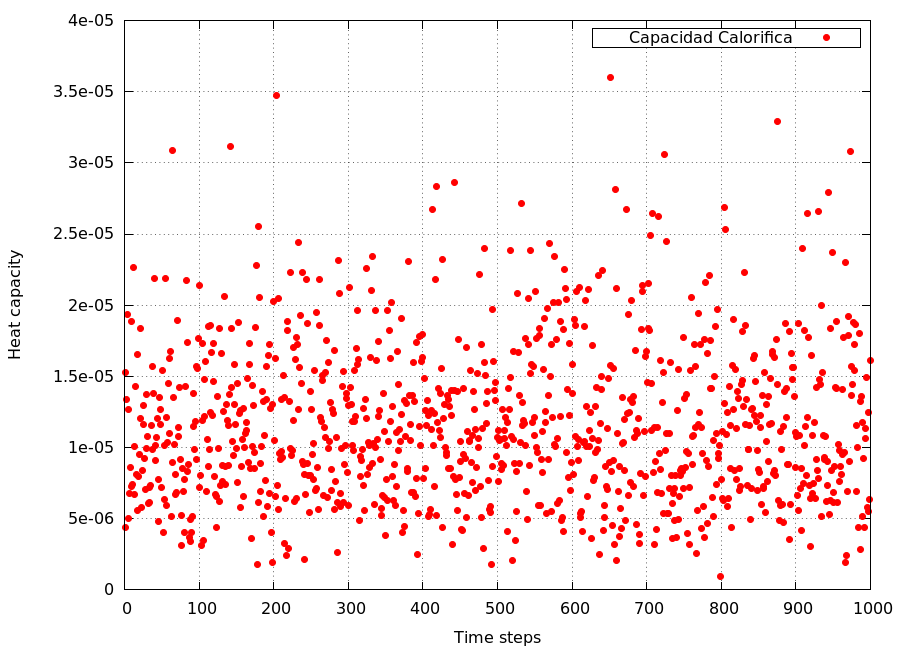 4e-05
Capacidad Calorifica
3.5e-05
3e-05
2.5e-05
Heat capacity
2e-05
1.5e-05
1e-05
5e-06
0
0 100 200 300 400 500 600 700 800 900 1000
Time steps